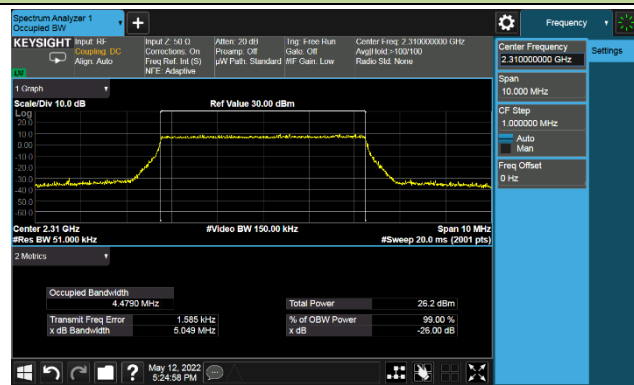 Spectrum Analyzer 1
Occupied BW
Frequency
KEYSIGHT
Input: RF
Coupling: DC
Align: Auto
Input Z: 50 Ω
Corrections: On
Freq Ref: Int (S)
NFE: Adaptive
Atten: 20 dB
Preamp: Off
µW Path: Standard
Trig: Free Run
Gate: Off
#IF Gain: Low
Center Freq: 2.310000000 GHz
Avg|Hold:>100/100
Radio Std: None
Center Frequency
2.310000000 GHz
Settings
Span
10.000 MHz
CF Step
1.000000 MHz
Auto
Man
Freq Offset
0 Hz
1 Graph
Scale/Div 10.0 dB
Ref Value 30.00 dBm
Log
20.0
10.0
0.00
-10.0
-20.0
-30.0
-40.0
-50.0
-60.0
Center 2.31 GHz
#Video BW 150.00 kHz
Span 10 MHz
#Res BW 51.000 kHz
#Sweep 20.0 ms (2001 pts)
2 Metrics
Occupied Bandwidth
4.4790 MHz
Total Power
26.2 dBm
Transmit Freq Error
1.585 kHz
% of OBW Power
99.00 %
x dB Bandwidth
5.049 MHz
x dB
-26.00 dB
May 12, 2022
5:24:58 PM